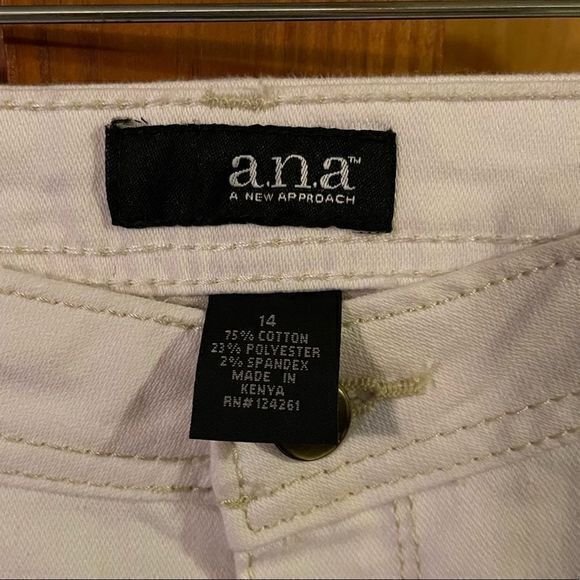 a.n.a™
A NEW APPROACH
14
75% COTTON
23% POLYESTER
2% SPANDEX
MADE IN
KENYA
RN#124261